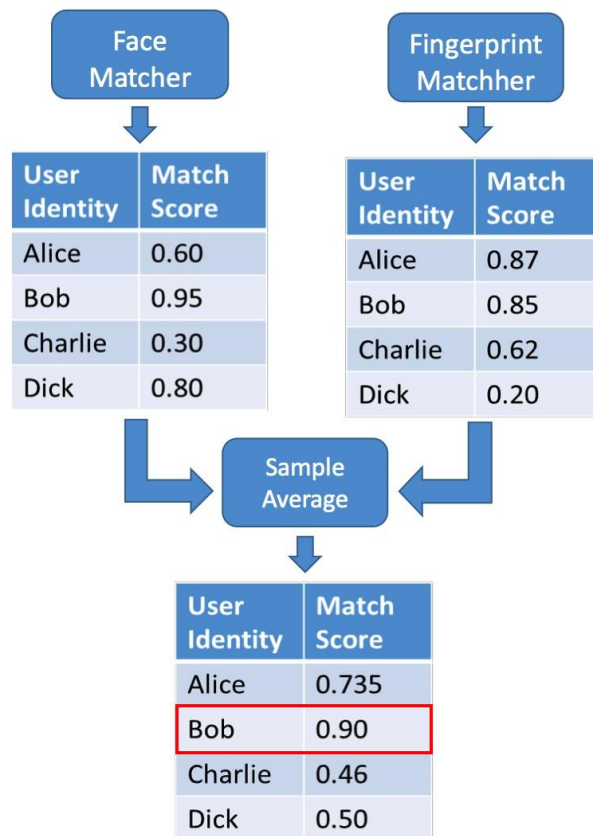 Face
Matcher
Fingerprint
Matchher
User Identity Match Score
Alice 0.60
Bob 0.95
Charlie 0.30
Dick 0.80
User Identity Match Score
Alice 0.87
Bob 0.85
Charlie 0.62
Dick 0.20
Sample
Average
User Identity Match Score
Alice 0.735
Bob 0.90
Charlie 0.46
Dick 0.50